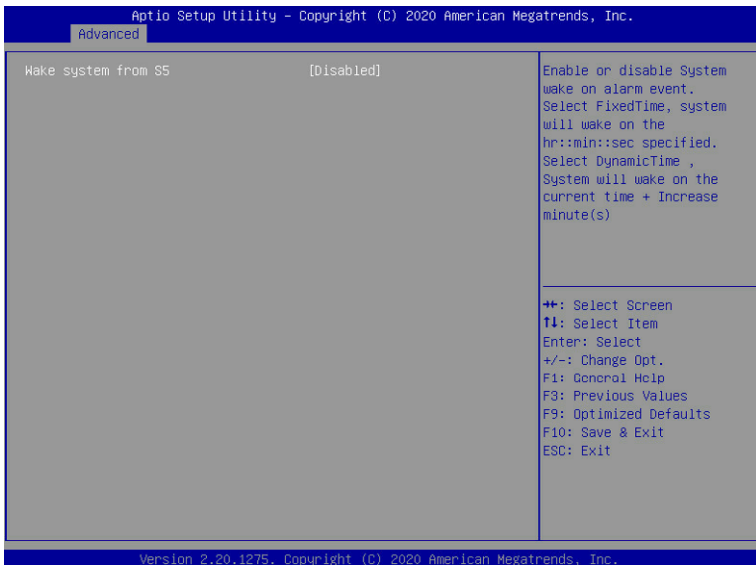 Aptio Setup Utility – Copyright (C) 2020 American Megatrends, Inc.
Advanced
Wake system from S5 [Disabled]
Enable or disable System
wake on alarm event.
Select FixedTime, system
will wake on the
hr::min::sec specified.
Select DynamicTime ,
System will wake on the
current time + Increase
minute(s)
→←: Select Screen
↑↓: Select Item
Enter: Select
+/-: Change Opt.
F1: General Help
F3: Previous Values
F9: Optimized Defaults
F10: Save & Exit
ESC: Exit
Version 2.20.1275. Copyright (C) 2020 American Megatrends, Inc.